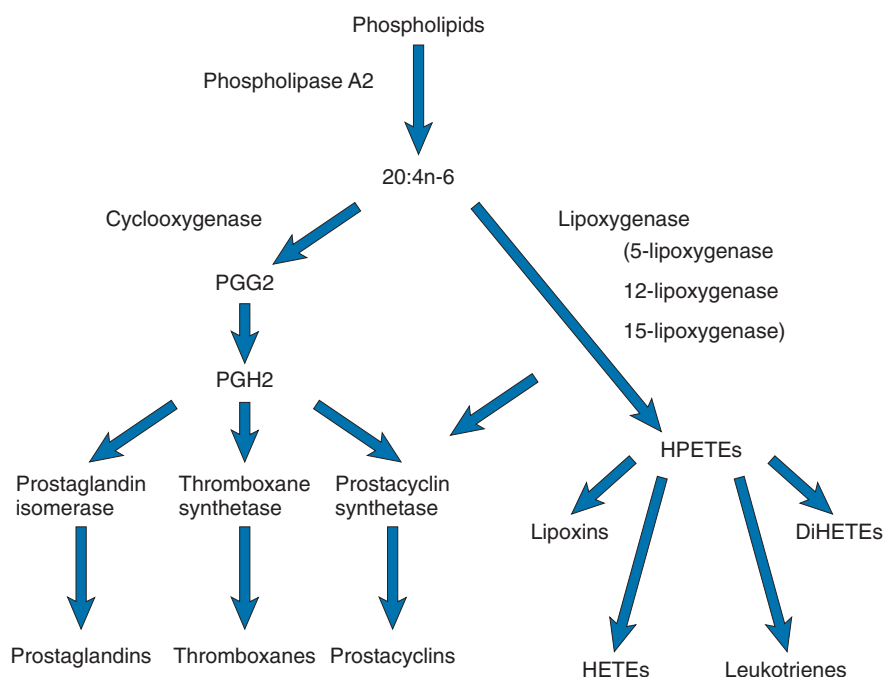 Phospholipids
Phospholipase A2
20:4n-6
Cyclooxygenase
Lipoxygenase
(5-lipoxygenase
12-lipoxygenase
15-lipoxygenase)
PGG2
PGH2
HPETEs
Prostaglandin
isomerase
Thromboxane
synthetase
Prostacyclin
synthetase
Lipoxins
DiHETEs
Prostaglandins
Thromboxanes
Prostacyclins
HETEs
Leukotrienes